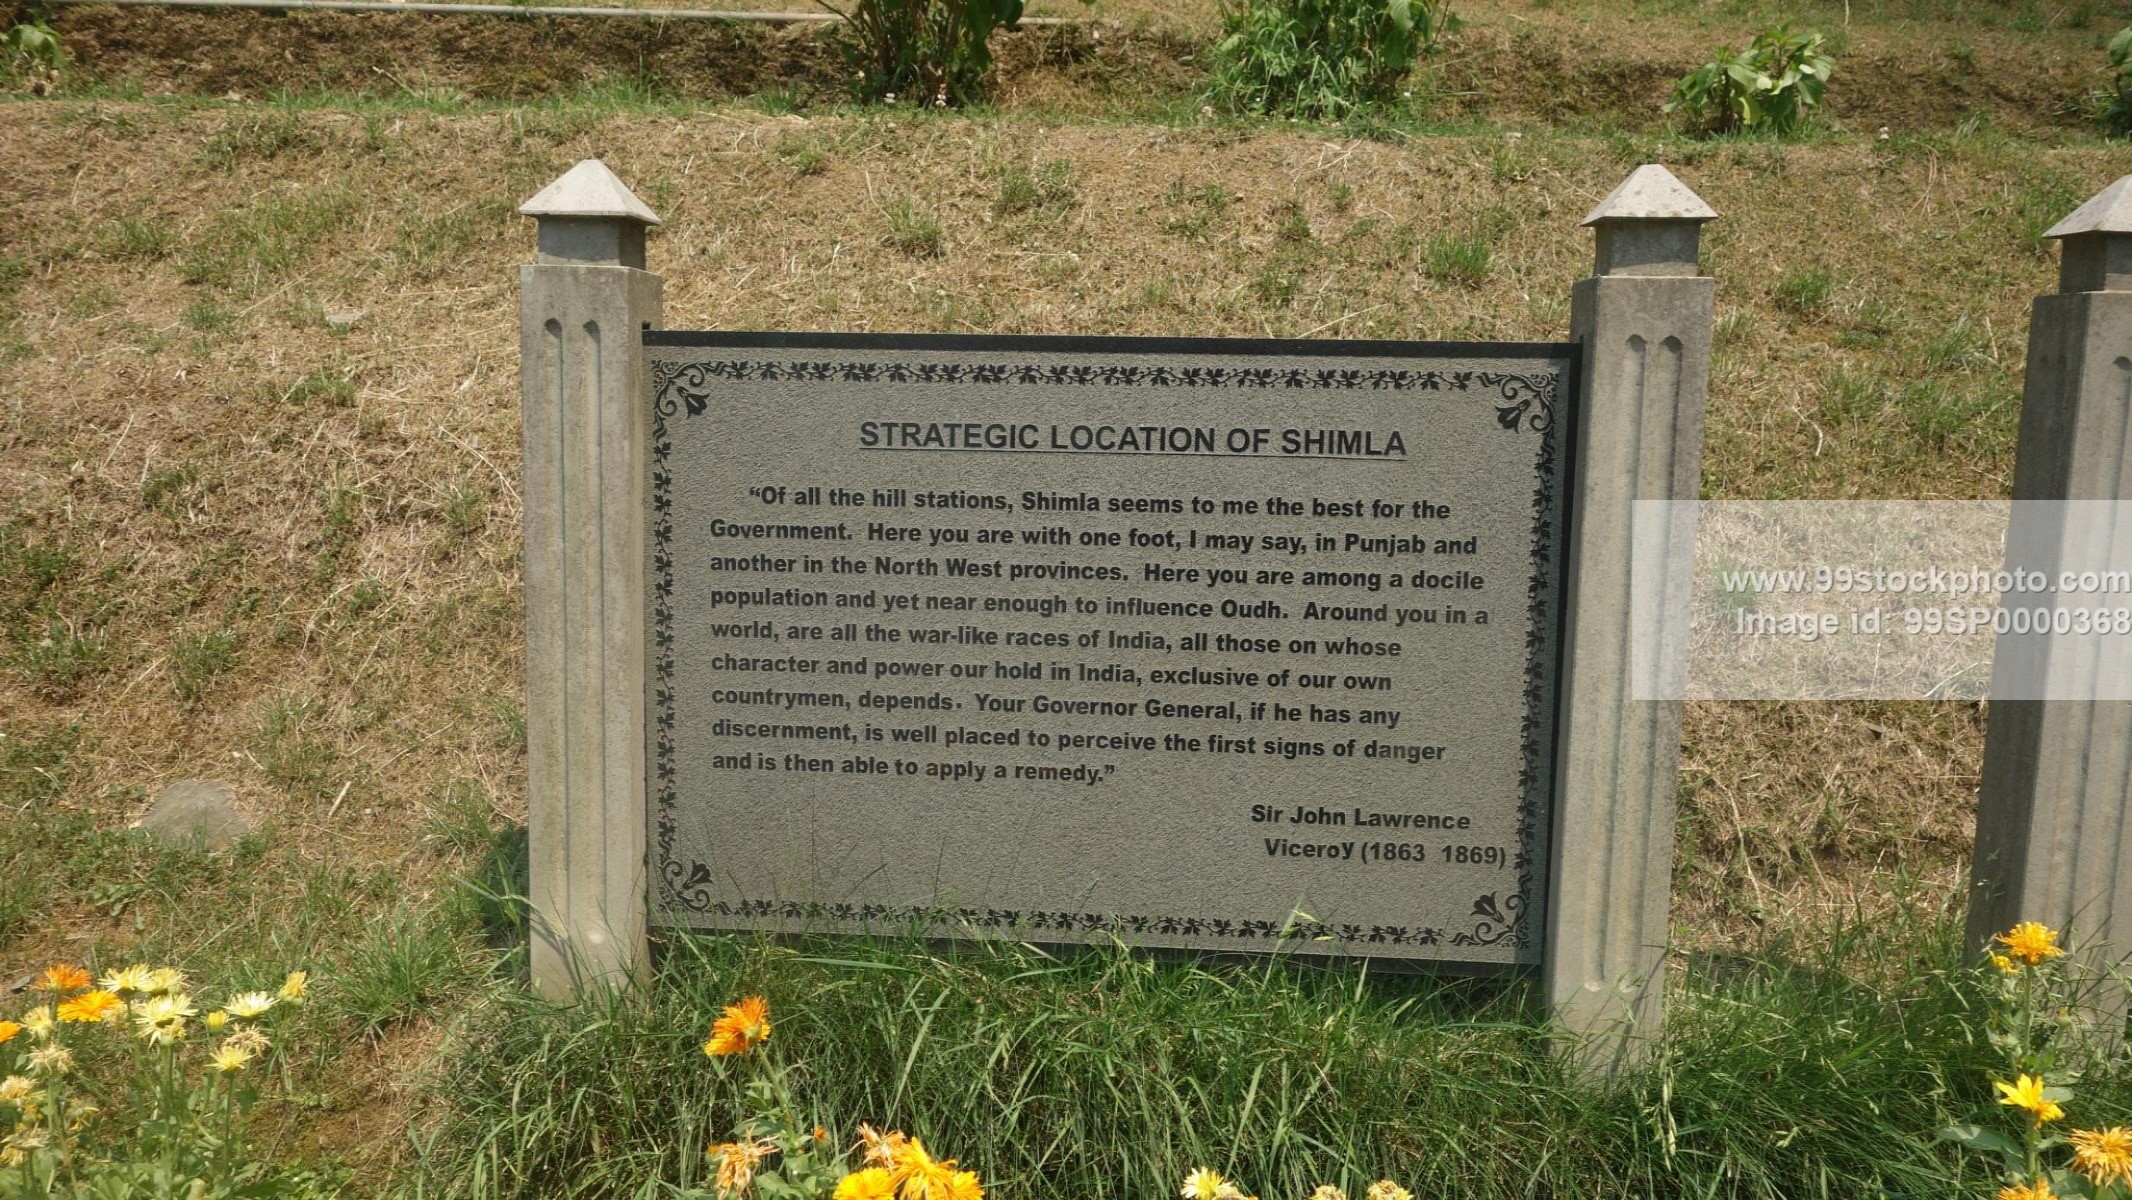 STRATEGIC LOCATION OF SHIMLA
“Of all the hill stations, Shimla seems to me the best for the
Government. Here you are with one foot, I may say, in Punjab and
another in the North West provinces. Here you are among a docile
population and yet near enough to influence Oudh. Around you in a
world, are all the war-like races of India, all those on whose
character and power our hold in India, exclusive of our own
countrymen, depends. Your Governor General, if he has any
discernment, is well placed to perceive the first signs of danger
and is then able to apply a remedy.”
Sir John Lawrence
Viceroy (1863 1869)
www.99stockphoto.com
Image id: 99SP0000368